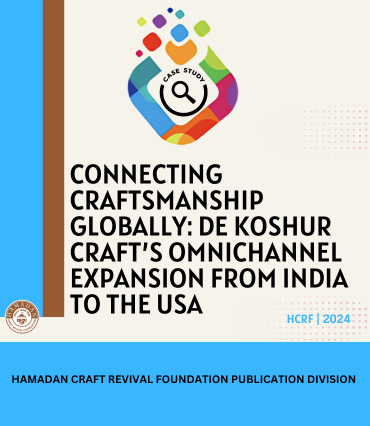 CASE STUDY
CONNECTING
CRAFTSMANSHIP
GLOBALLY: DE KOSHUR
CRAFT'S OMNICHANNEL
EXPANSION FROM INDIA
TO THE USA
HCRF | 2024
HAMADAN
HAMADAN CRAFT REVIVAL FOUNDATION PUBLICATION DIVISION